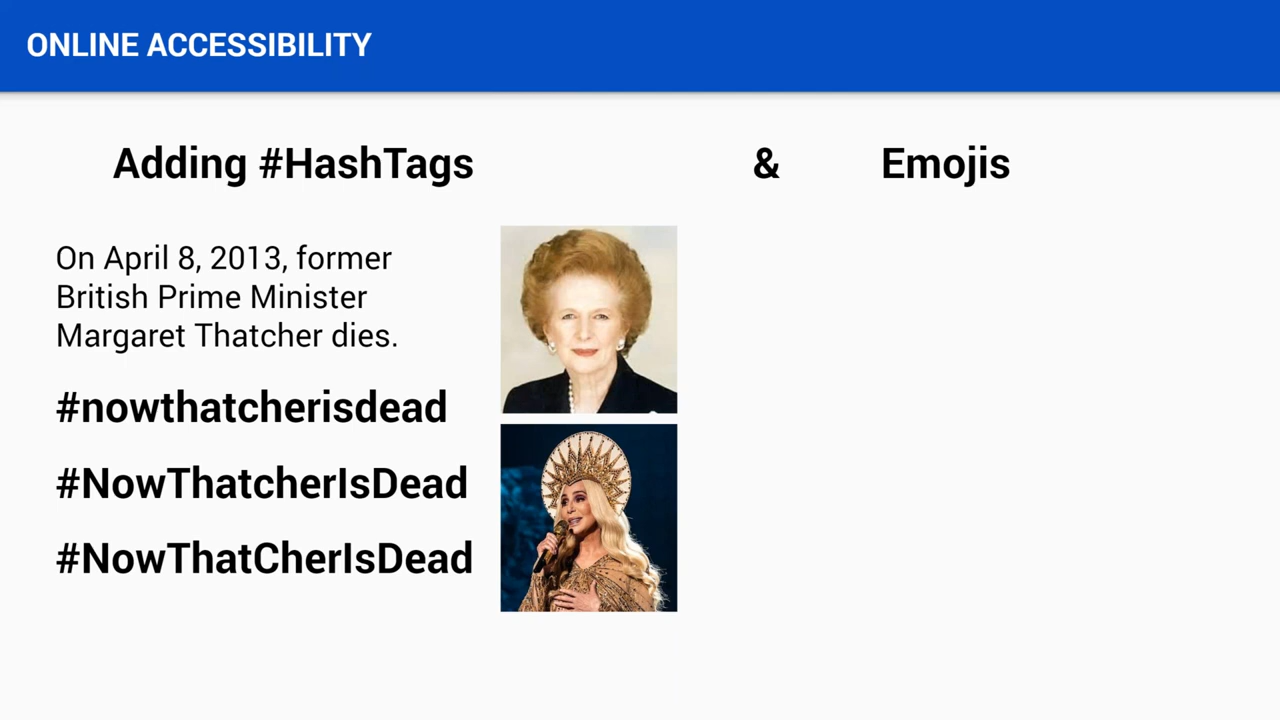 ONLINE ACCESSIBILITY
Adding #HashTags & Emojis
On April 8, 2013, former
British Prime Minister
Margaret Thatcher dies.
#nowthatcherisdead
#NowThatcherIsDead
#NowThatCherIsDead